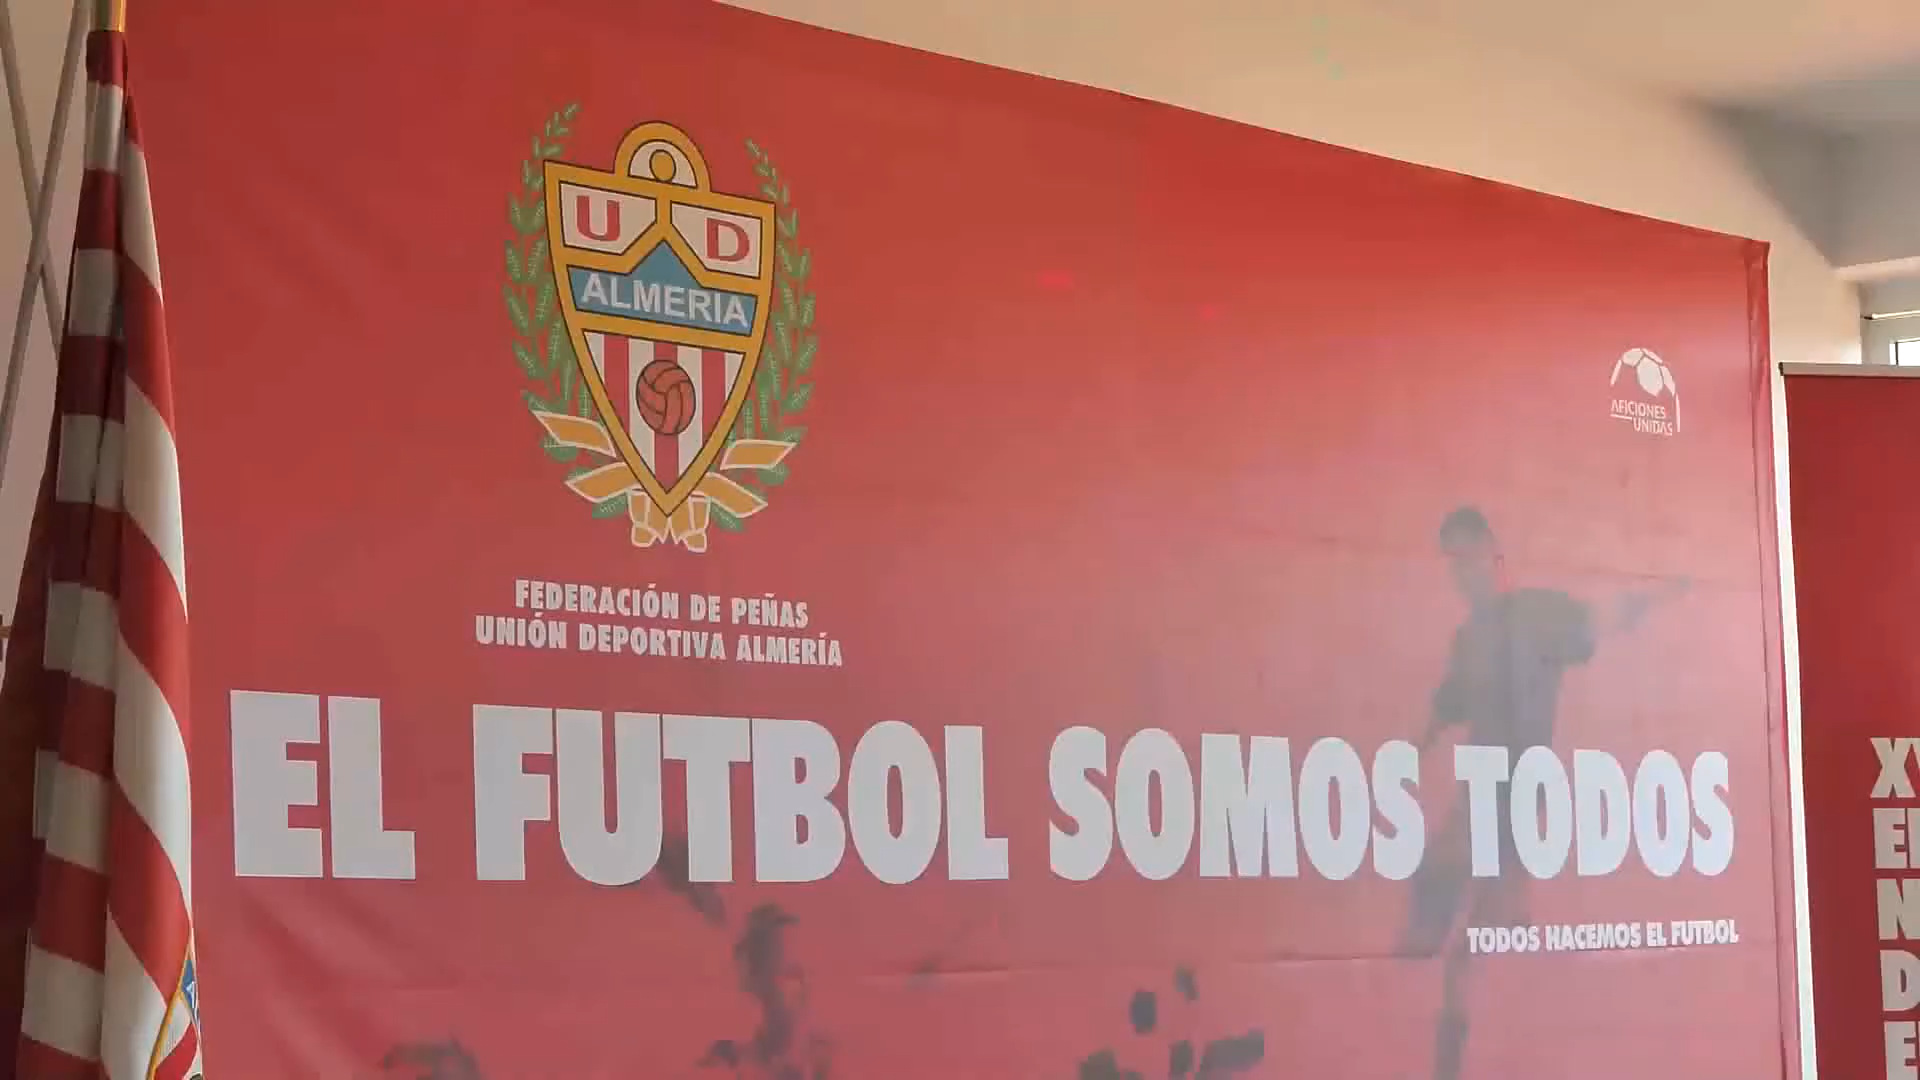 U D
ALMERIA
FEDERACIÓN DE PEÑAS
UNIÓN DEPORTIVA ALMERÍA
EL FUTBOL SOMOS TODOS
TODOS HACEMOS EL FUTBOL
AFICIONES
UNIDAS